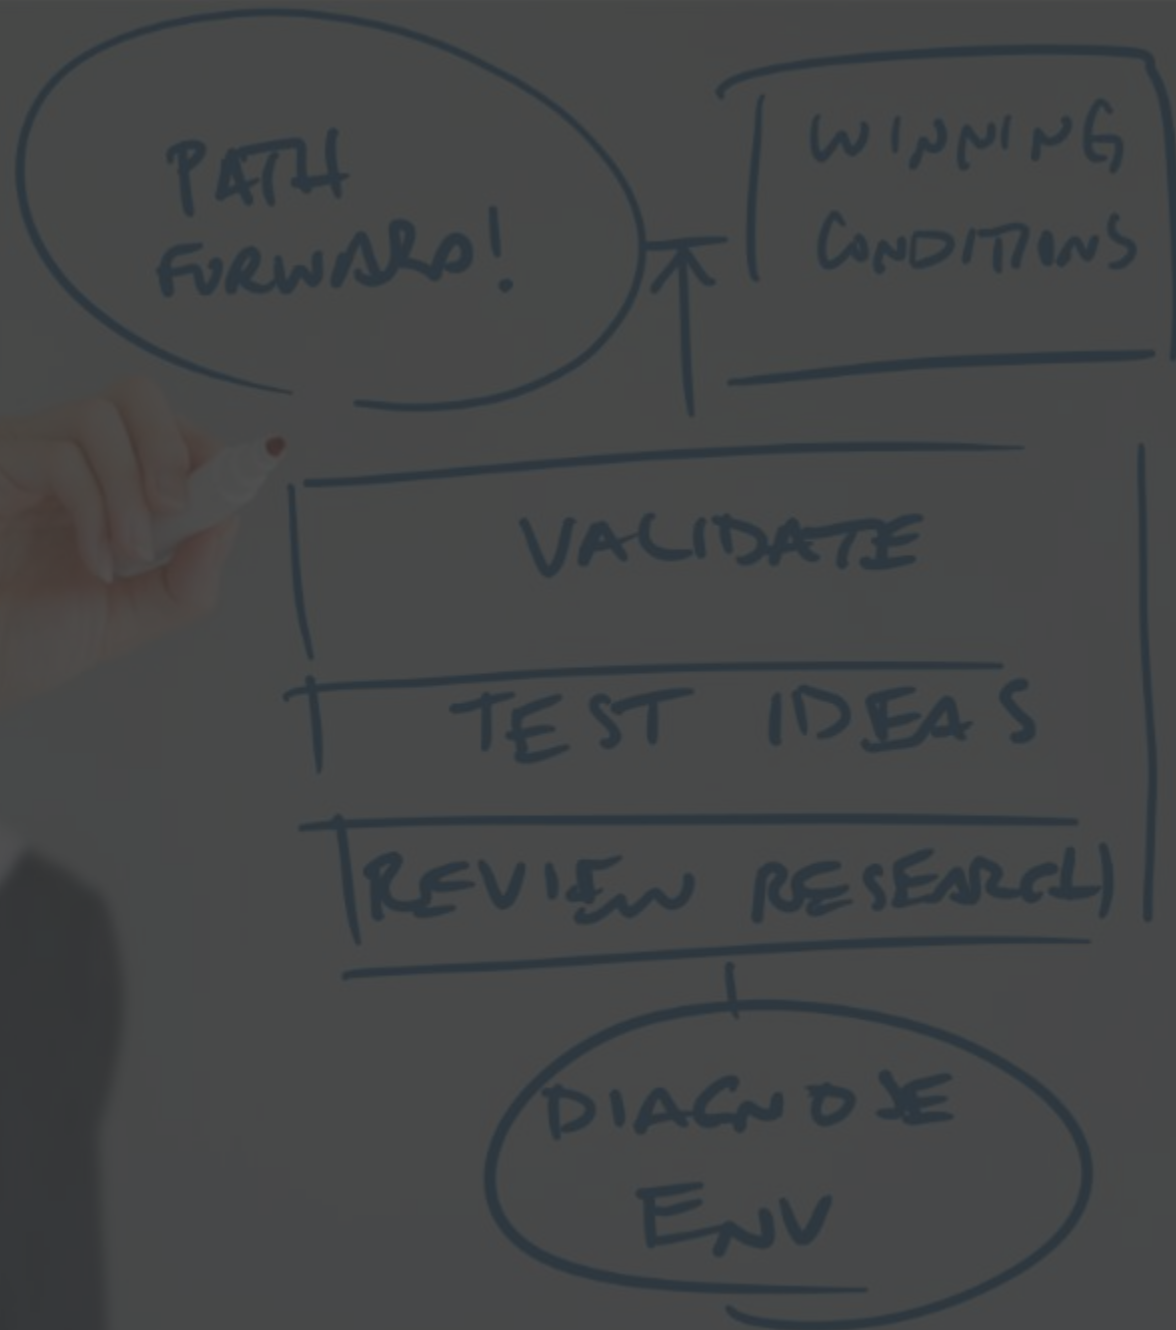 PATH
FORWARD!
WINNING
CONDITIONS
VALIDATE
TEST IDEAS
REVIEW RESEARCH
DIAGNOSE
ENV